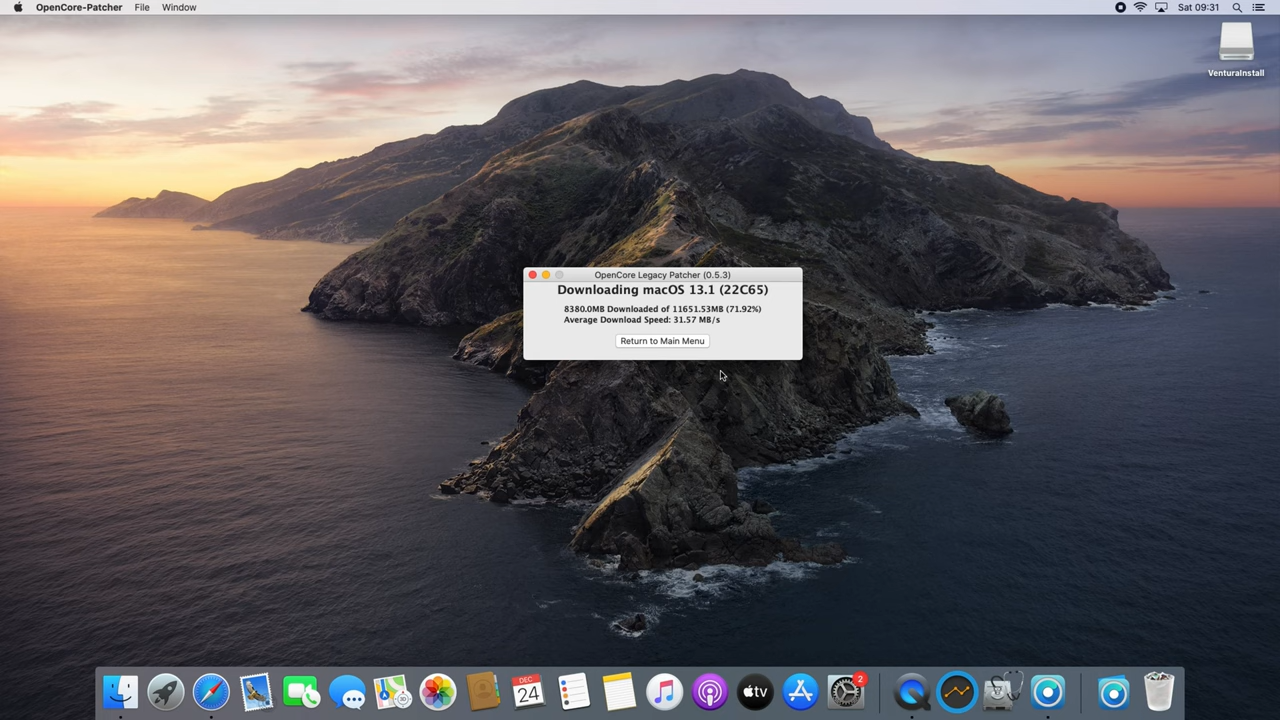 OpenCore-Patcher File Window Sat 09:31
VenturaInstall
OpenCore Legacy Patcher (0.5.3)
Downloading macOS 13.1 (22C65)
8380.0MB Downloaded of 11651.53MB (71.92%)
Average Download Speed: 31.57 MB/s
Return to Main Menu
DEC
24
tv
2